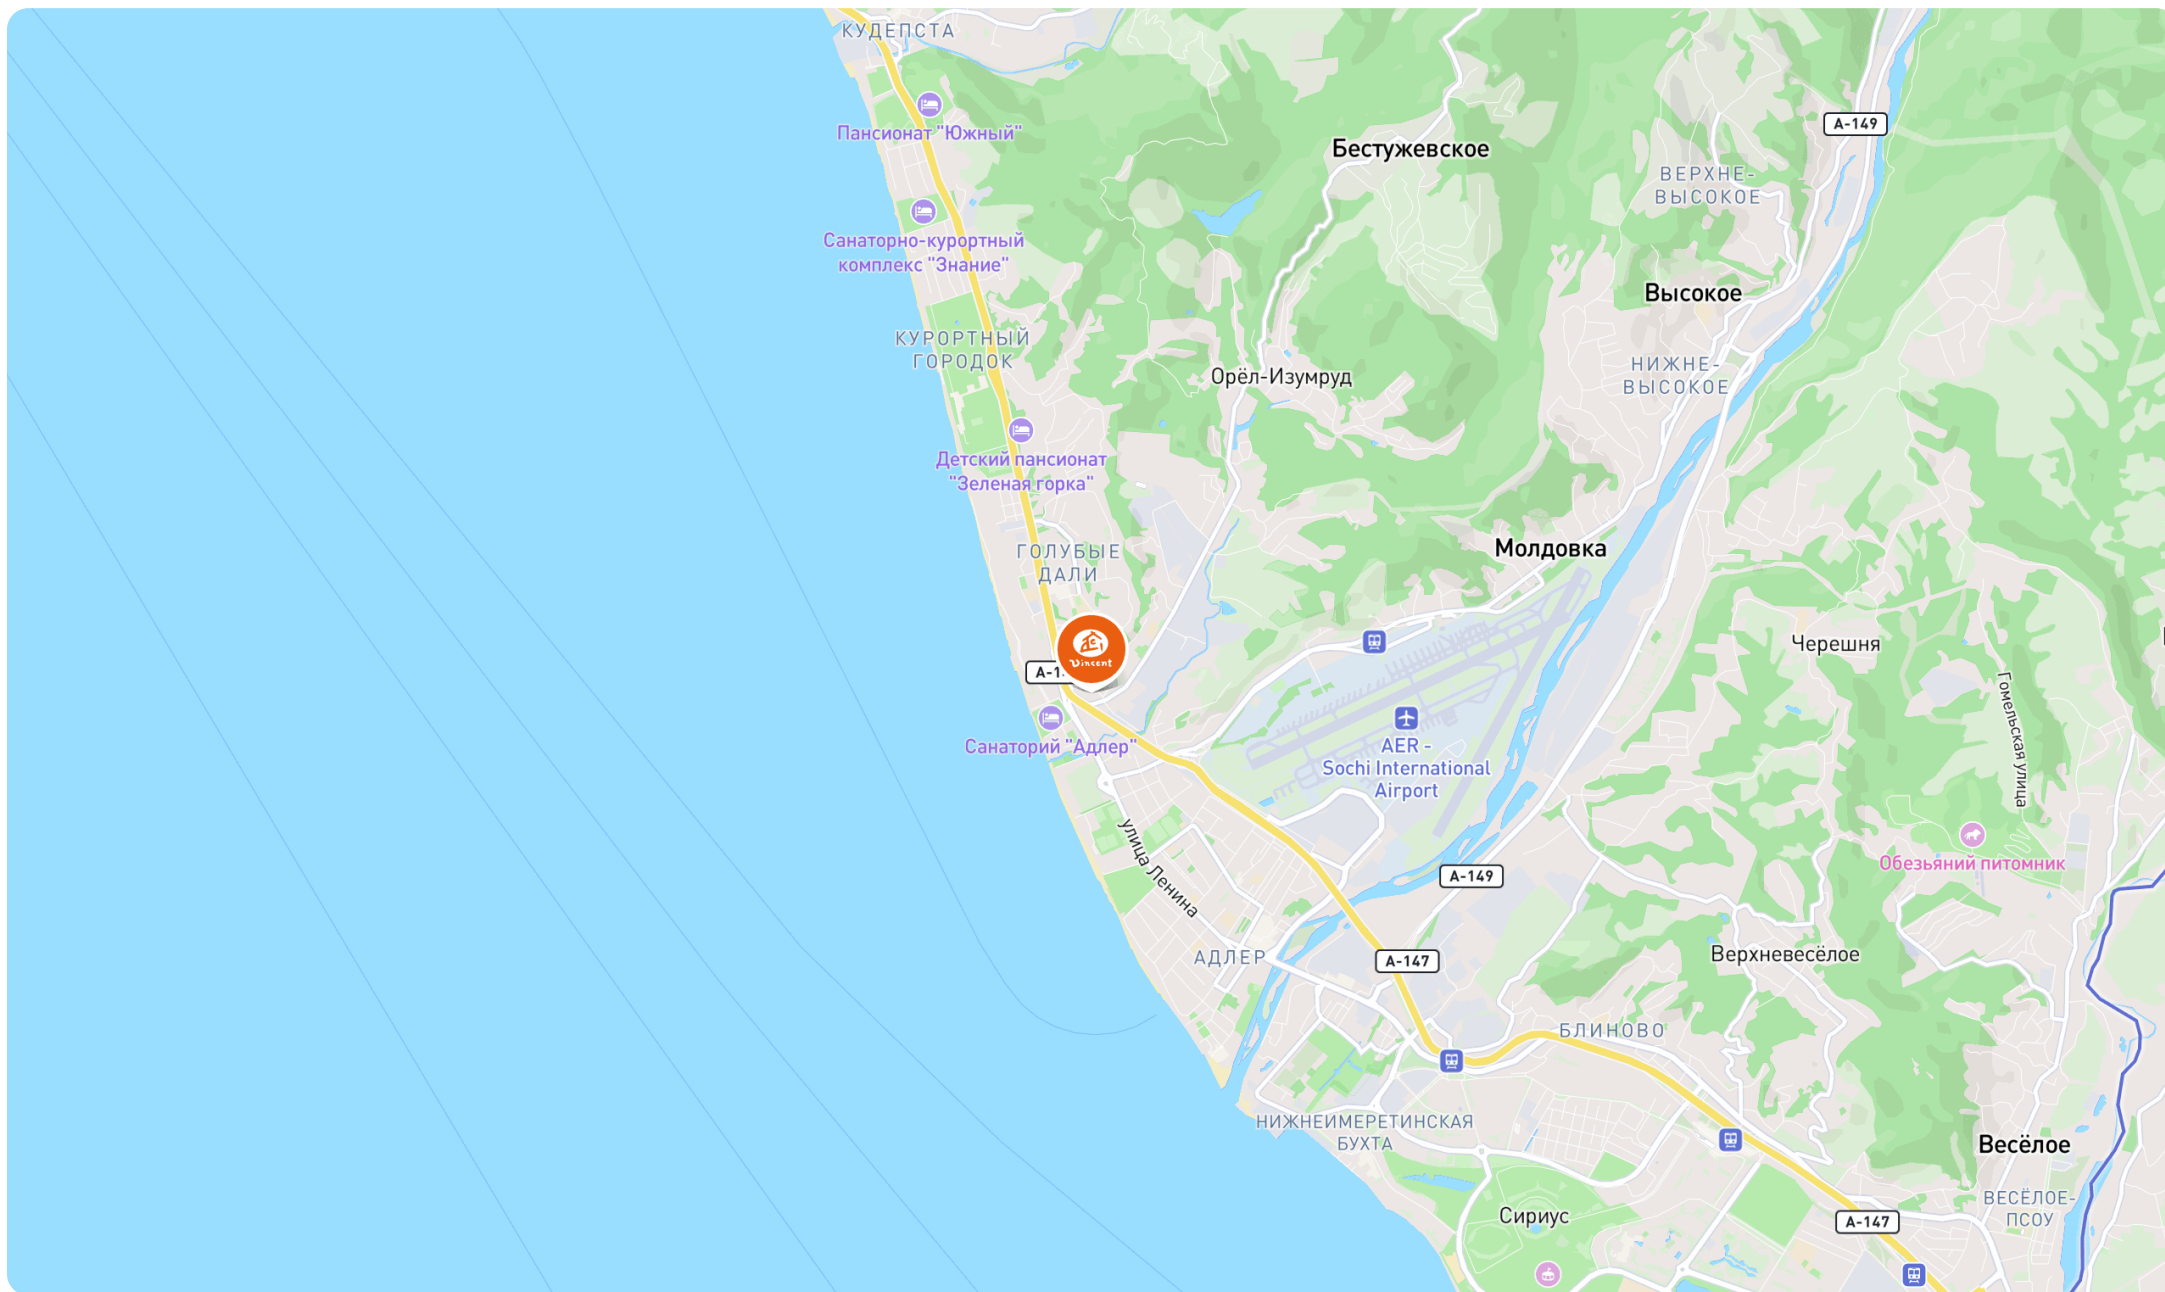 КУДЕПСТА
Пансионат "Южный"
Бестужевское
А-149
ВЕРХНЕ-
ВЫСОКОЕ
Санаторно-курортный
комплекс "Знание"
Высокое
КУРОРТНЫЙ
ГОРОДОК
Орёл-Изумруд
НИЖНЕ-
ВЫСОКОЕ
Детский пансионат
"Зеленая горка"
ГОЛУБЫЕ
ДАЛИ
Молдовка
Черешня
Vincent
А-1
Гомельская улица
Санаторий "Адлер"
AER -
Sochi International
Airport
улица Ленина
Обезьяний питомник
А-149
АДЛЕР
А-147
Верхневесёлое
БЛИНОВО
НИЖНЕИМЕРЕТИНСКАЯ
БУХТА
Весёлое
Сириус
ВЕСЁЛОЕ-
ПСОУ
А-147